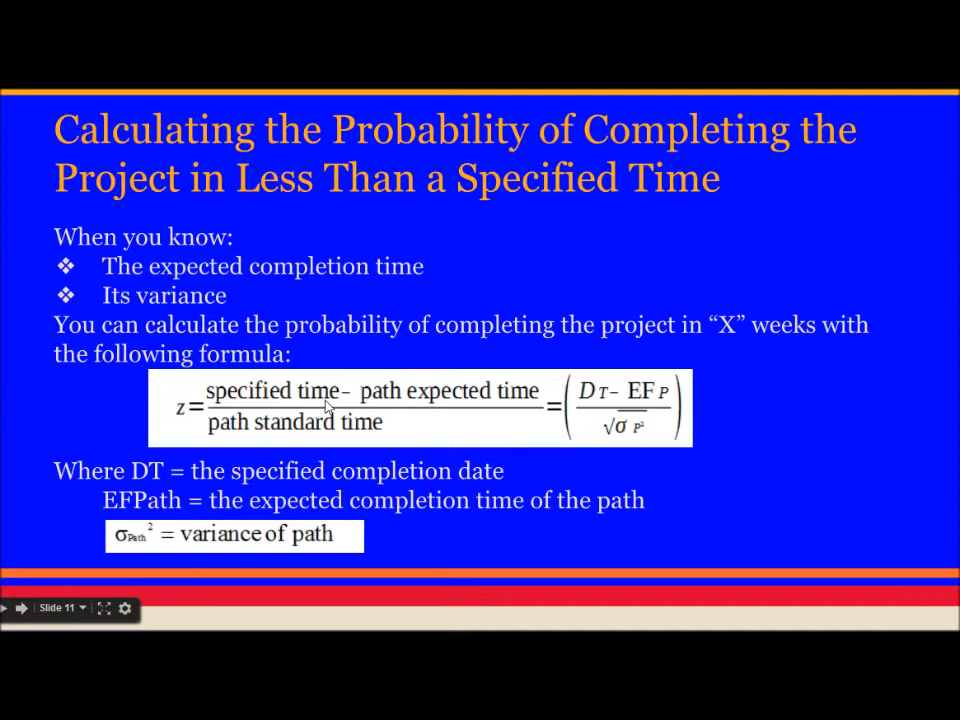 Calculating the Probability of Completing the
Project in Less Than a Specified Time
When you know:
❖ The expected completion time
❖ Its variance
You can calculate the probability of completing the project in “X” weeks with
the following formula:
z = (specified time – path expected time) / (path standard time) = ( (D T – EF P) / √σ P² )
Where DT = the specified completion date
EFPath = the expected completion time of the path
σPath² = variance of path
Slide 11